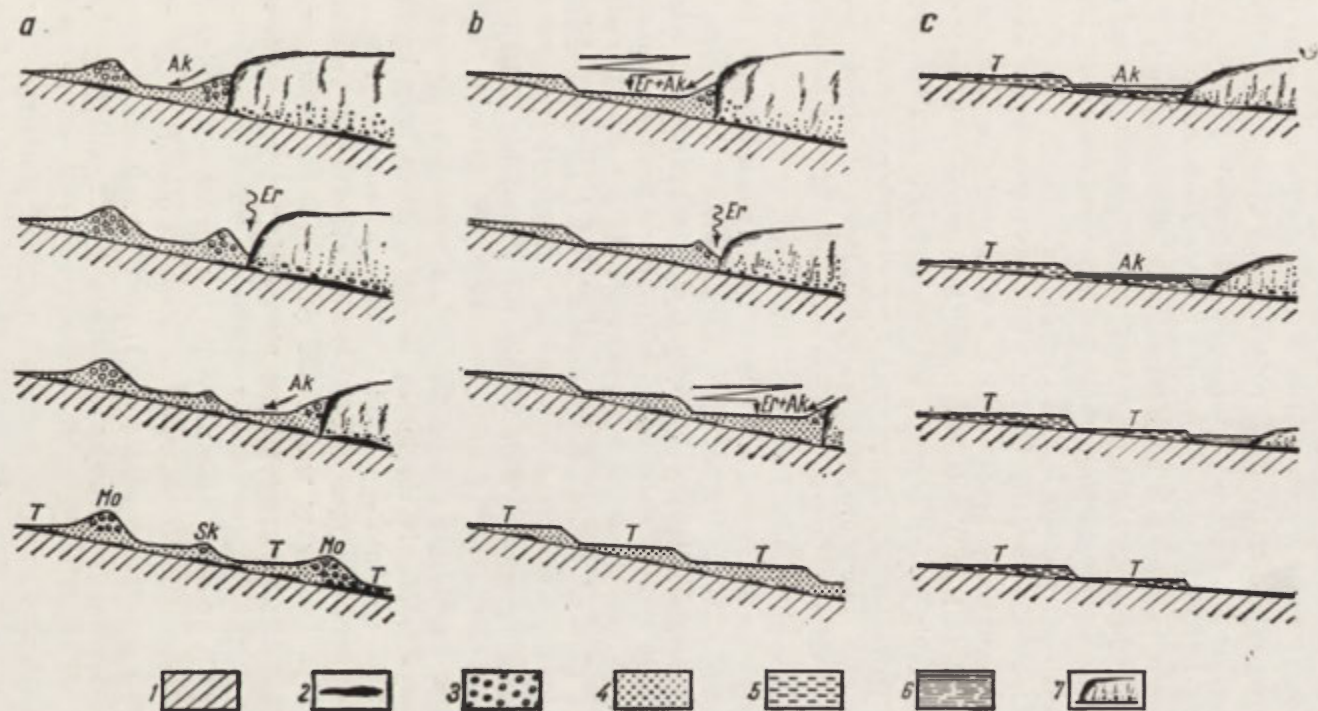 a b c
Ak
Er+Ak
T Ak
Er
Er
T Ak
Ak
Er+Ak
T T
T Mo Sk T Mo T
T T T
T T
1 2 3 4 5 6 7